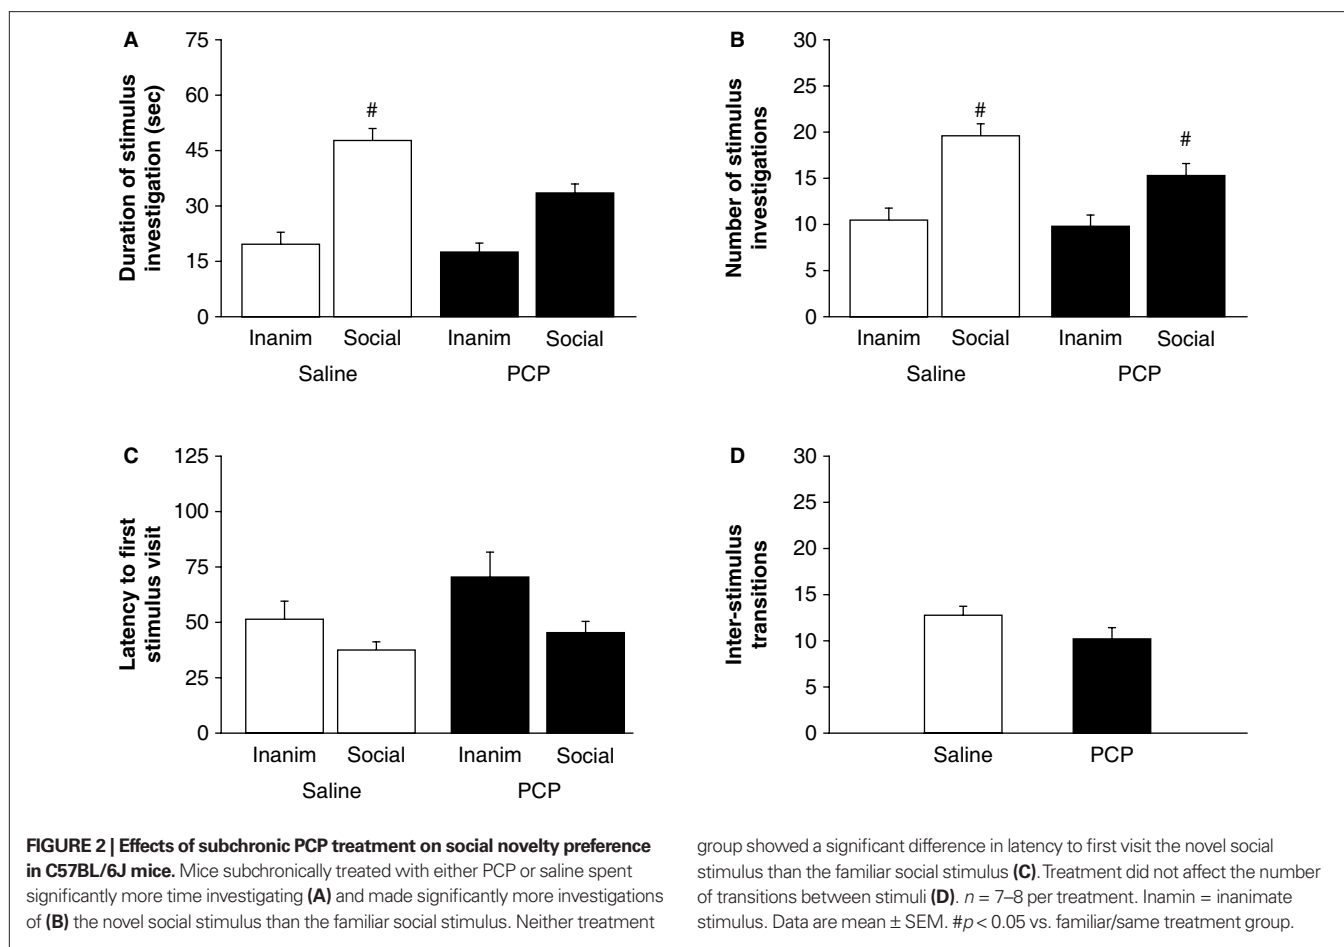 A
75
60
45
30
15
0
Duration of stimulus
investigation (sec)
#
Inanim Social Inanim Social
Saline PCP
B
30
25
20
15
10
5
0
Number of stimulus
investigations
#
#
Inanim Social Inanim Social
Saline PCP
C
125
100
75
50
25
0
Latency to first
stimulus visit
Inanim Social Inanim Social
Saline PCP
D
30
25
20
15
10
5
0
Inter-stimulus
transitions
Saline PCP
FIGURE 2 | Effects of subchronic PCP treatment on social novelty preference
in C57BL/6J mice. Mice subchronically treated with either PCP or saline spent
significantly more time investigating (A) and made significantly more investigations
of (B) the novel social stimulus than the familiar social stimulus. Neither treatment
group showed a significant difference in latency to first visit the novel social
stimulus than the familiar social stimulus (C). Treatment did not affect the number
of transitions between stimuli (D). n = 7–8 per treatment. Inamin = inanimate
stimulus. Data are mean ± SEM. #p < 0.05 vs. familiar/same treatment group.